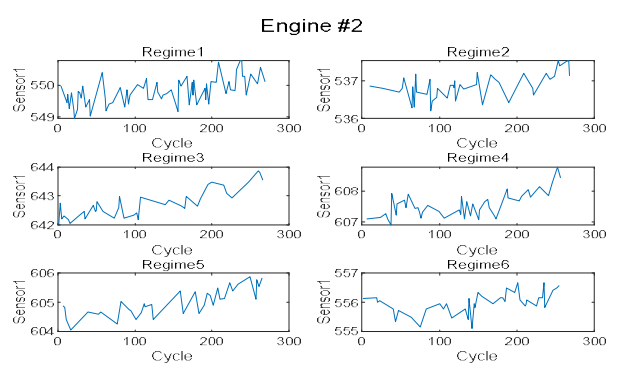 Engine #2
Regime1 Regime2
Sensor1 550 549 Sensor1 537 536
0 100 200 300 0 100 200 300
Cycle Cycle
Regime3 Regime4
Sensor1 644 643 642 Sensor1 608 607
0 100 200 300 0 100 200 300
Cycle Cycle
Regime5 Regime6
Sensor1 606 605 604 Sensor1 557 556 555
0 100 200 300 0 100 200 300
Cycle Cycle